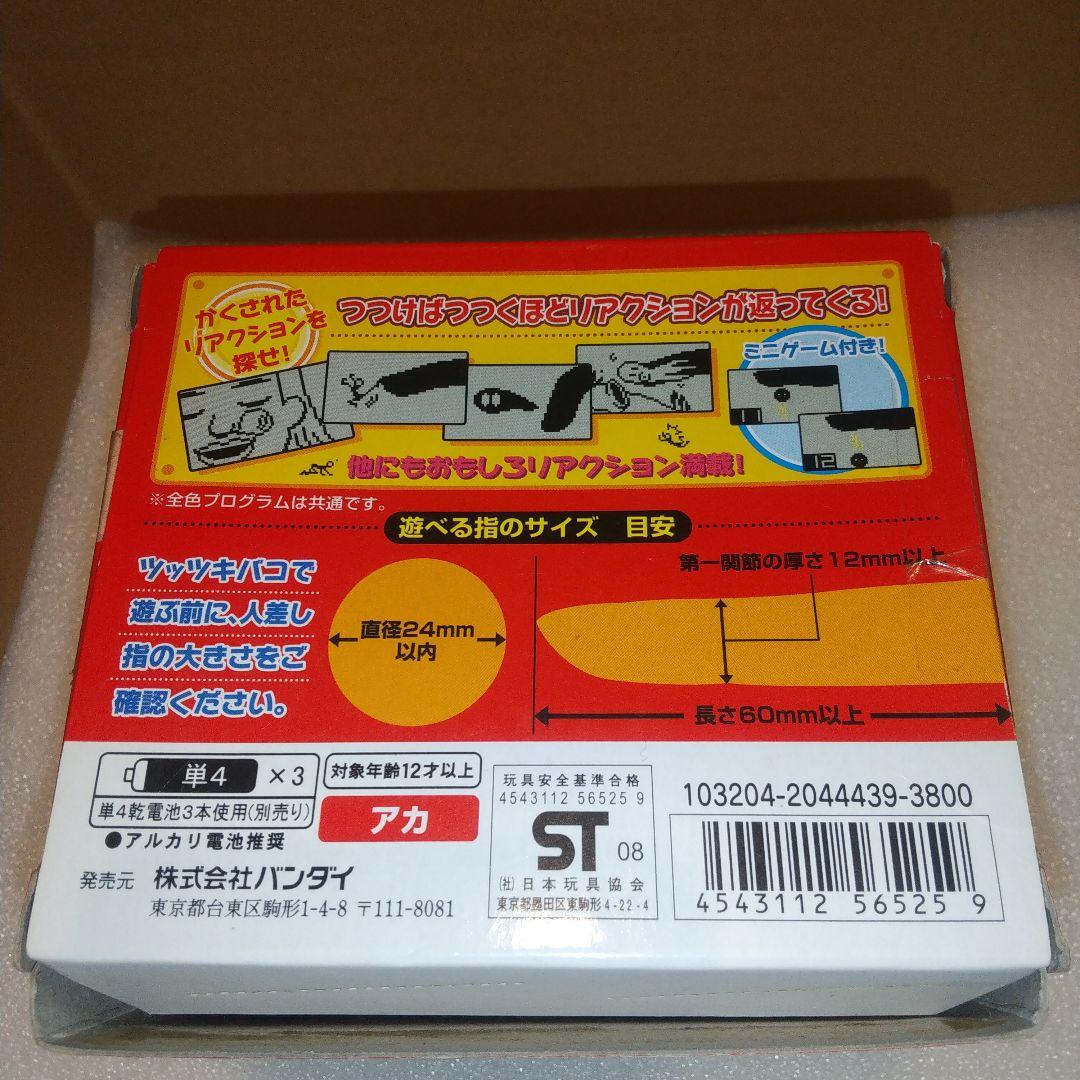 かくされた
リアクションを
探せ!
つつけばつつくほどリアクションが返ってくる!
ミニゲーム付き!
12
他にもおもしろリアクション満載!
※全色プログラムは共通です。
遊べる指のサイズ 目安
ツッツキバコで
遊ぶ前に、人差し
指の大きさをご
確認ください。
直径24mm
以内
第一関節の厚さ12mm以上
長さ60mm以上
単4 ×3
単4乾電池3本使用(別売り)
●アルカリ電池推奨
対象年齢12才以上
アカ
発売元 株式会社バンダイ
東京都台東区駒形1-4-8 〒111-8081
玩具安全基準合格
4543112 56525 9
ST 08
(社)日本玩具協会
東京都墨田区東駒形4-22-4
103204-2044439-3800
4543112 56525 9